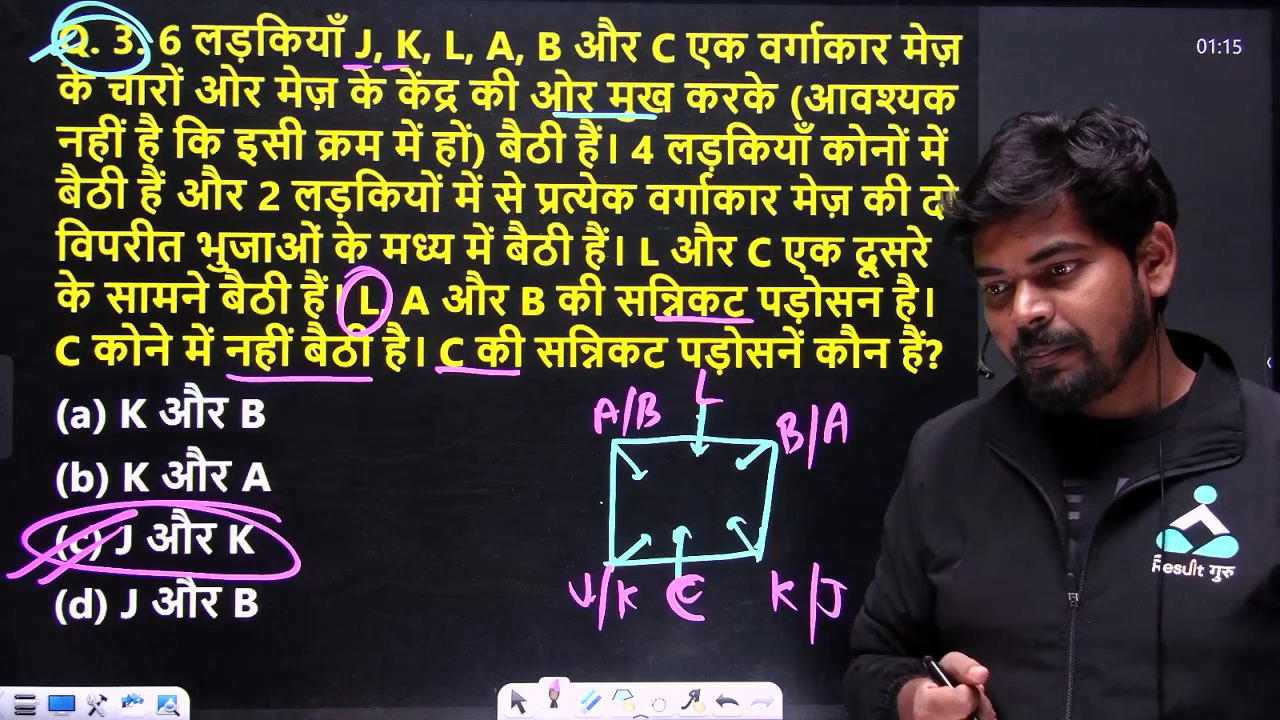 Q. 3. 6 लड़कियाँ J, K, L, A, B और C एक वर्गाकार मेज़
के चारों ओर मेज़ के केंद्र की ओर मुख करके (आवश्यक
नहीं है कि इसी क्रम में हों) बैठी हैं। 4 लड़कियाँ कोनों में
बैठी हैं और 2 लड़कियों में से प्रत्येक वर्गाकार मेज़ की दो
विपरीत भुजाओं के मध्य में बैठी हैं। L और C एक दूसरे
के सामने बैठी हैं। L, A और B की सन्निकट पड़ोसन है।
C कोने में नहीं बैठी है। C की सन्निकट पड़ोसनें कौन हैं?
(a) K और B
(b) K और A
(c) J और K
(d) J और B
01:15
A/B L B/A
J/K C K/J
Result गुरु